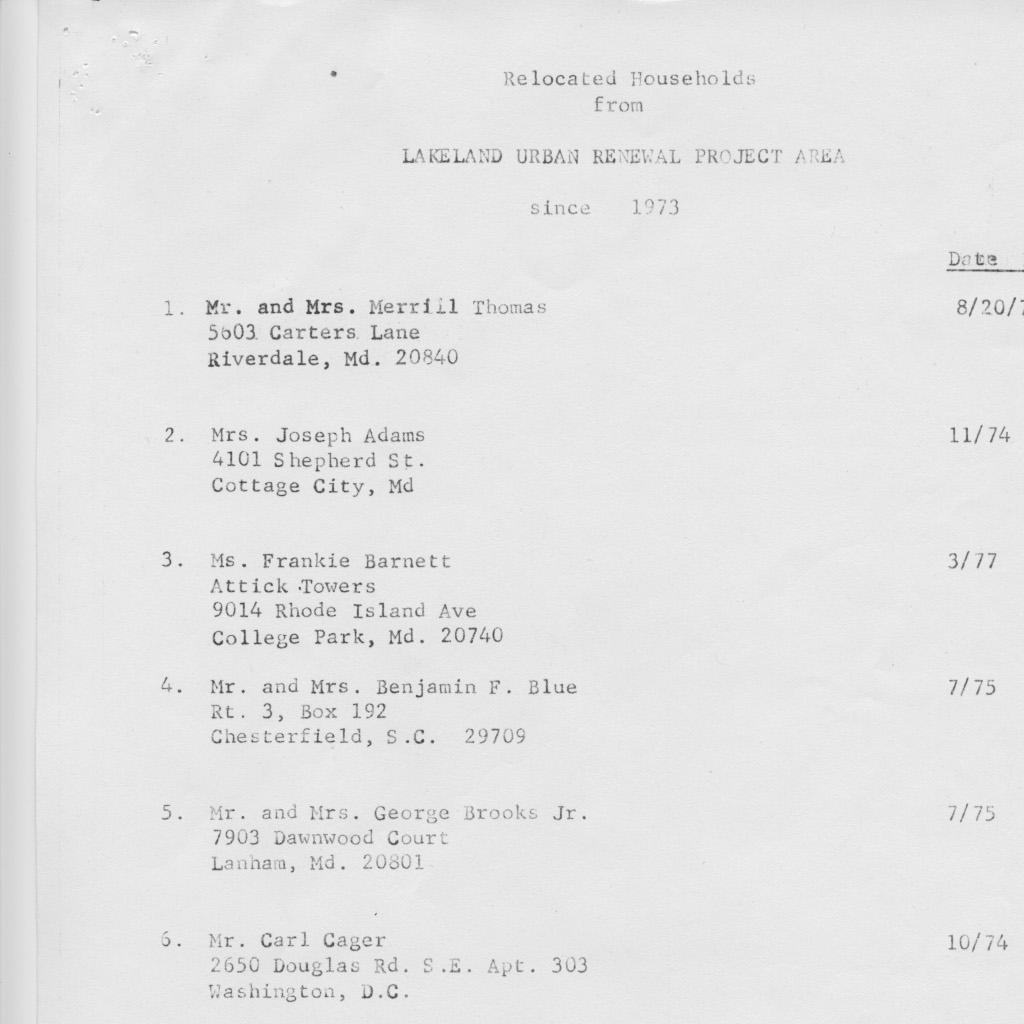 Relocated Households
from
LAKELAND URBAN RENEWAL PROJECT AREA
since 1973
Date
1. Mr. and Mrs. Merrill Thomas 8/20/7
5603 Carters Lane
Riverdale, Md. 20840
2. Mrs. Joseph Adams 11/74
4101 Shepherd St.
Cottage City, Md
3. Ms. Frankie Barnett 3/77
Attick Towers
9014 Rhode Island Ave
College Park, Md. 20740
4. Mr. and Mrs. Benjamin F. Blue 7/75
Rt. 3, Box 192
Chesterfield, S.C. 29709
5. Mr. and Mrs. George Brooks Jr. 7/75
7903 Dawnwood Court
Lanham, Md. 20801
6. Mr. Carl Cager 10/74
2650 Douglas Rd. S.E. Apt. 303
Washington, D.C.